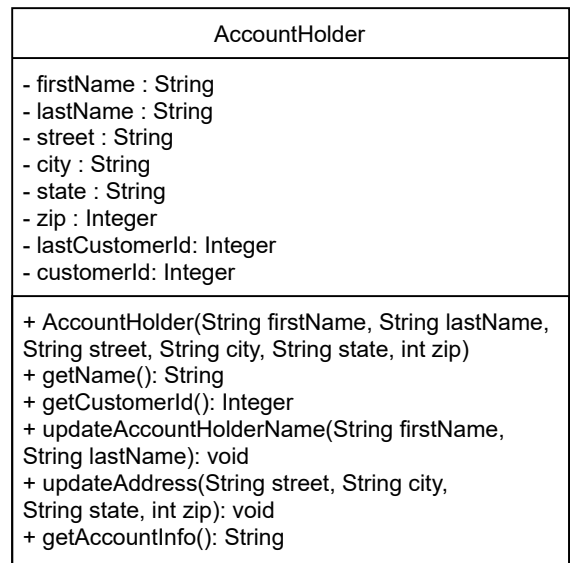 AccountHolder
- firstName : String
- lastName : String
- street : String
- city : String
- state : String
- zip : Integer
- lastCustomerId: Integer
- customerId: Integer
+ AccountHolder(String firstName, String lastName,
String street, String city, String state, int zip)
+ getName(): String
+ getCustomerId(): Integer
+ updateAccountHolderName(String firstName,
String lastName): void
+ updateAddress(String street, String city,
String state, int zip): void
+ getAccountInfo(): String